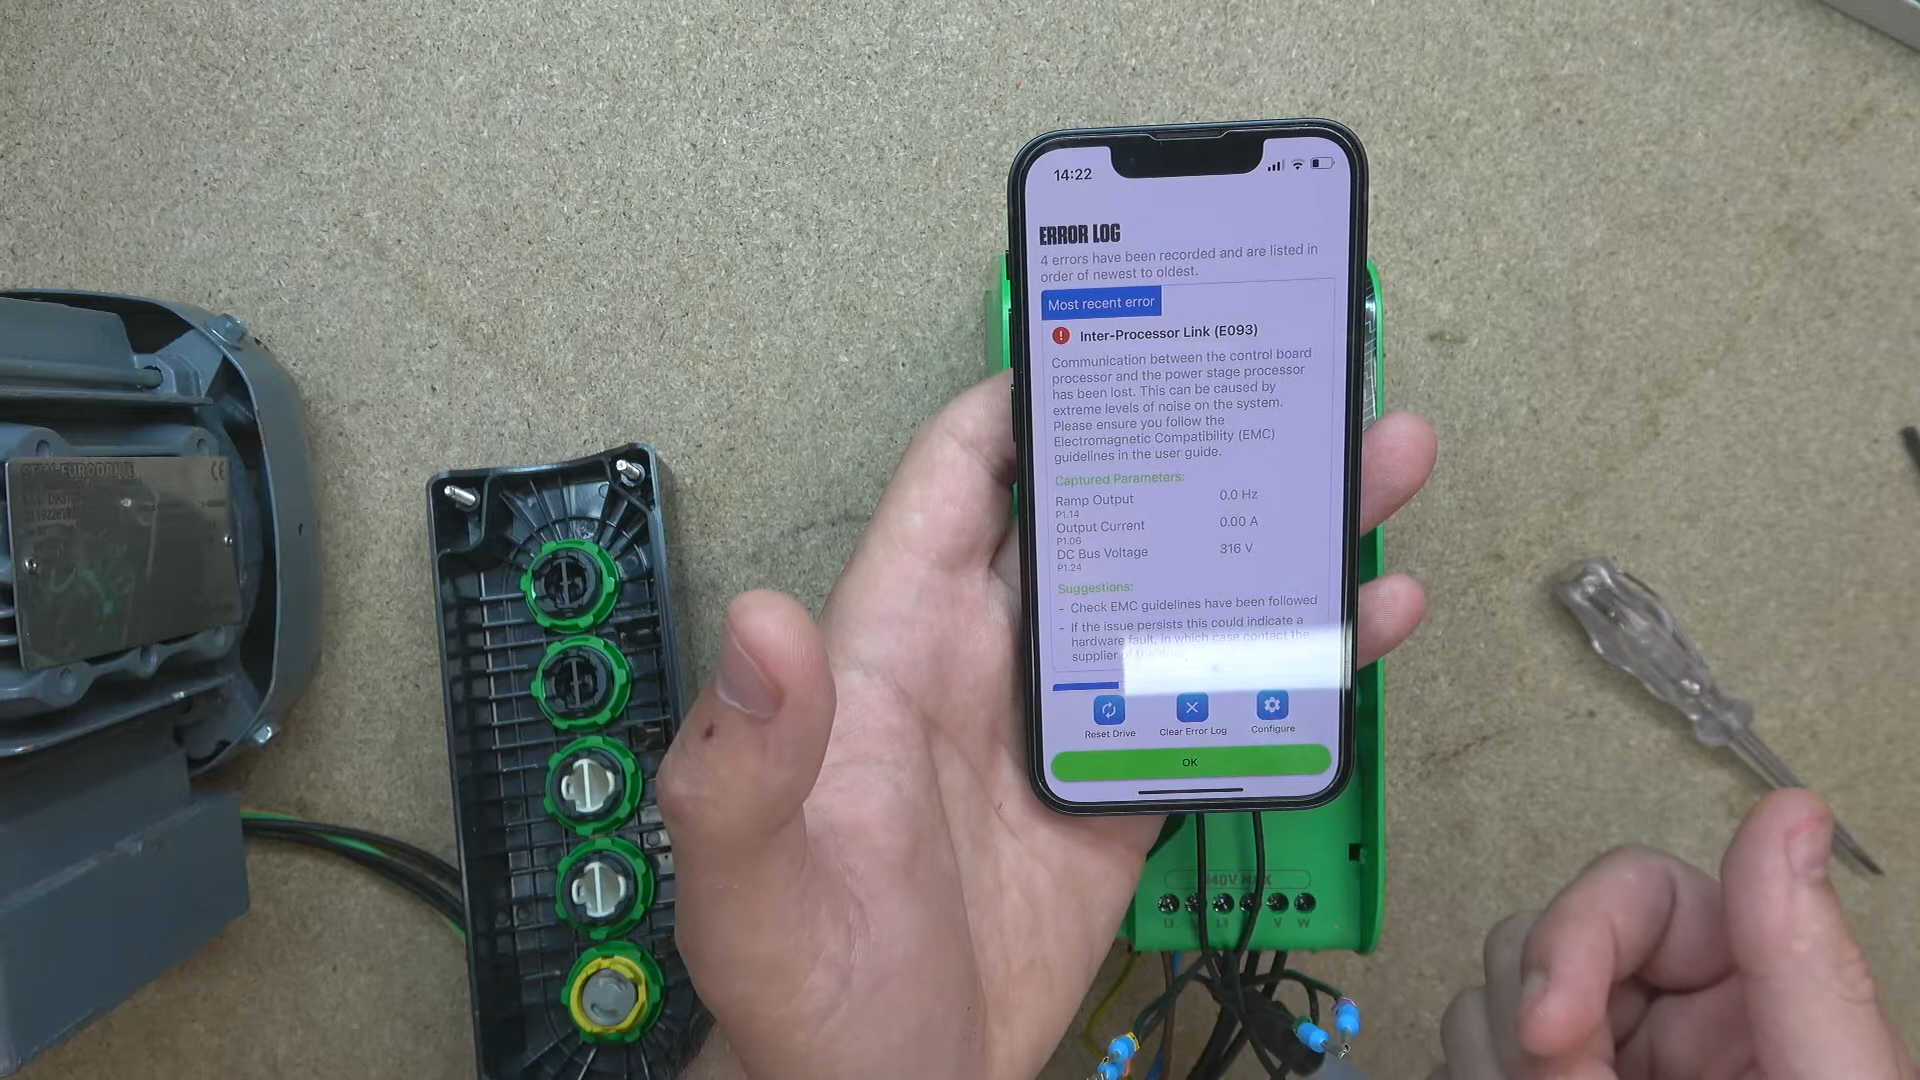 14:22
ERROR LOG
4 errors have been recorded and are listed in
order of newest to oldest.
Most recent error
Inter-Processor Link (E093)
Communication between the control board
processor and the power stage processor
has been lost. This can be caused by
extreme levels of noise on the system.
Please ensure you follow the
Electromagnetic Compatibility (EMC)
guidelines in the user guide.
Captured Parameters:
Ramp Output 0.0 Hz
P1.14
Output Current 0.00 A
P1.06
DC Bus Voltage 316 V
P1.24
Suggestions:
- Check EMC guidelines have been followed
- If the issue persists this could indicate a
hardware fault, in which case contact the
supplier of the
Reset Drive
Clear Error Log
Configure
OK
MAX
L1 L3 V W
CE